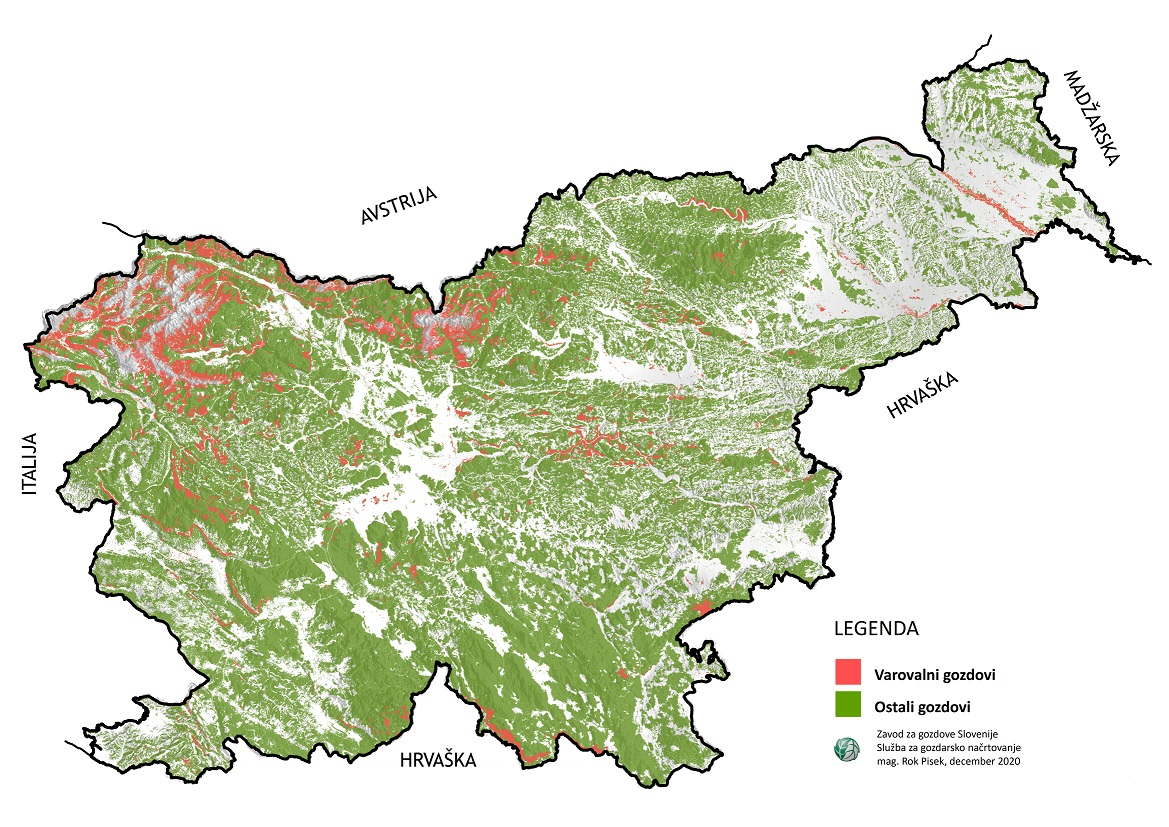 MADŽARSKA
AVSTRIJA
HRVAŠKA
ITALIJA
HRVAŠKA
LEGENDA
Varovalni gozdovi
Ostali gozdovi
Zavod za gozdove Slovenije
Služba za gozdarsko načrtovanje
mag. Rok Pisek, december 2020